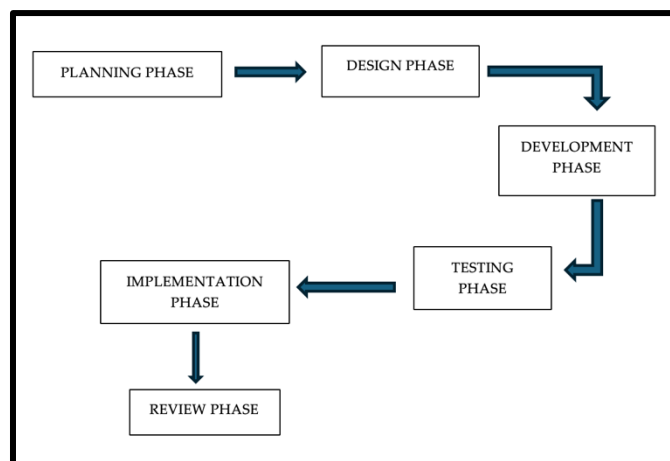 PLANNING PHASE
DESIGN PHASE
DEVELOPMENT
PHASE
TESTING
PHASE
IMPLEMENTATION
PHASE
REVIEW PHASE